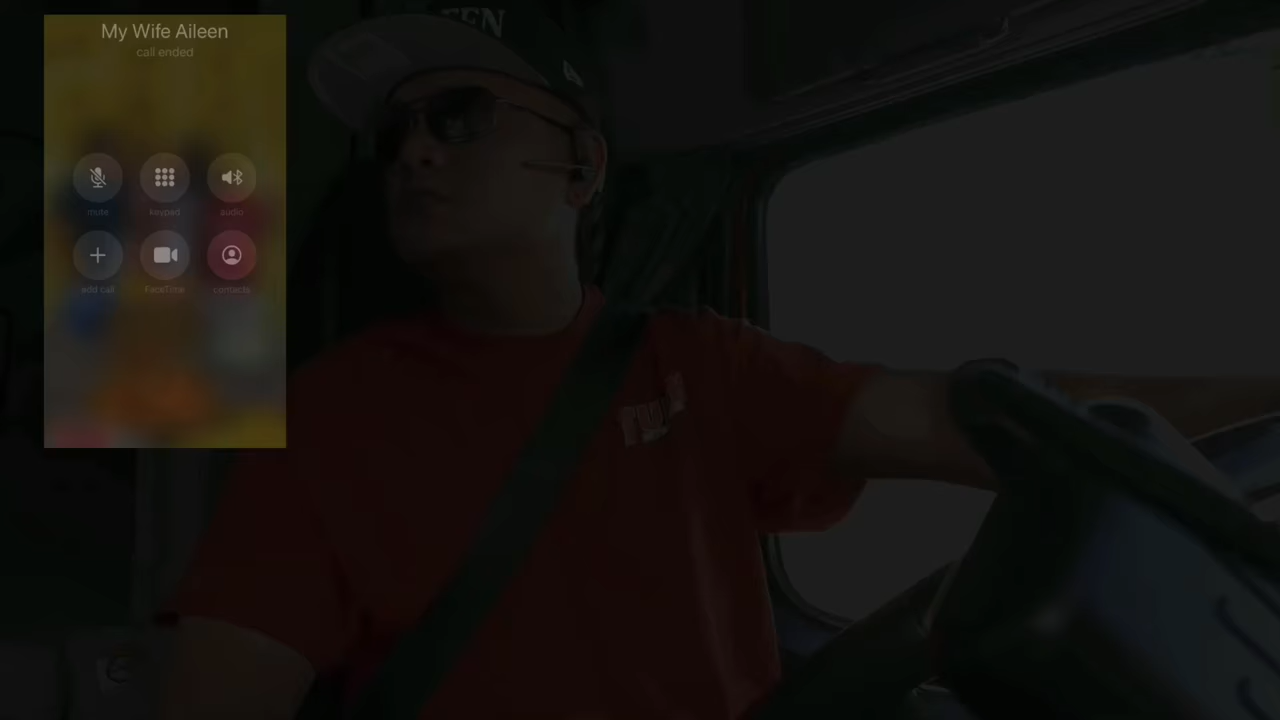 My Wife Aileen
call ended
mute
keypad
audio
add call
FaceTime
contacts